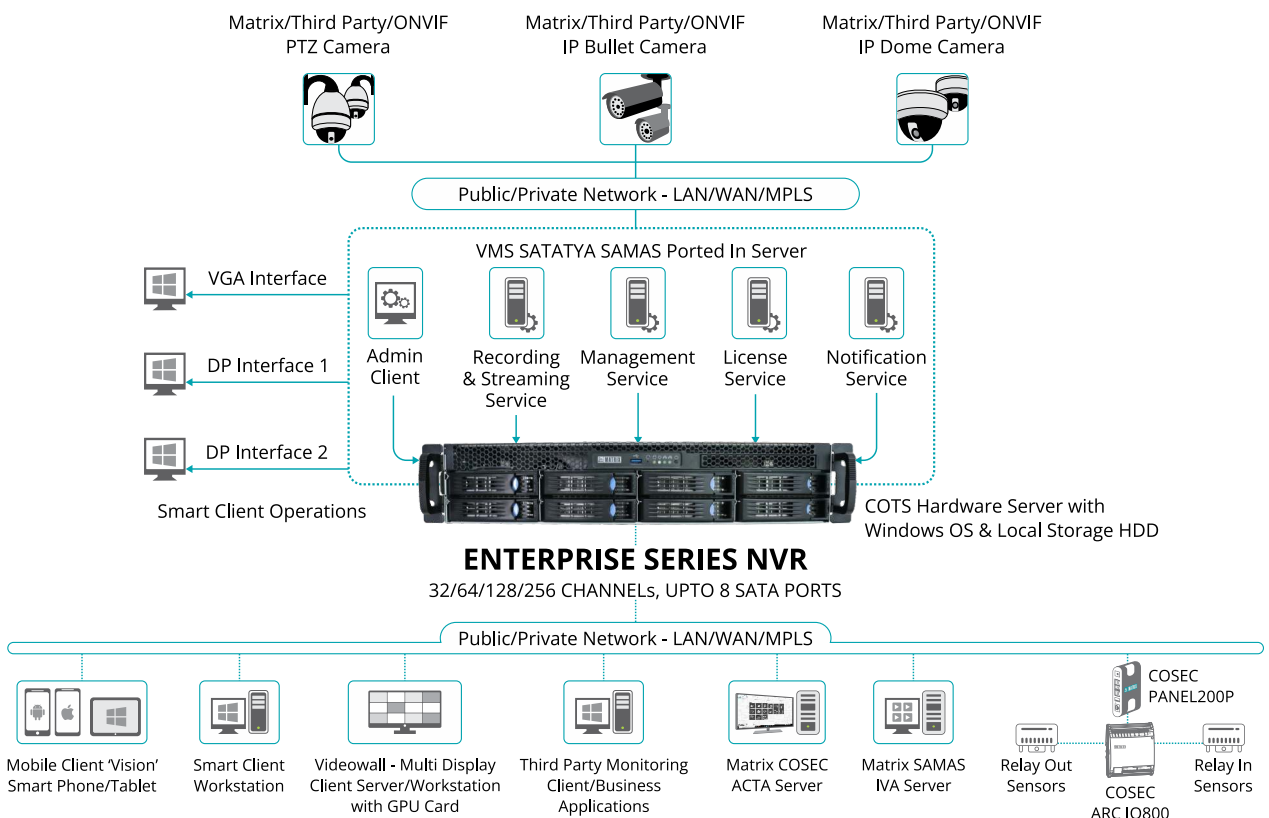 Matrix/Third Party/ONVIF
PTZ Camera
Matrix/Third Party/ONVIF
IP Bullet Camera
Matrix/Third Party/ONVIF
IP Dome Camera
Public/Private Network - LAN/WAN/MPLS
VMS SATATYA SAMAS Ported In Server
VGA Interface
DP Interface 1
DP Interface 2
Smart Client Operations
Admin
Client
Recording
& Streaming
Service
Management
Service
License
Service
Notification
Service
MATRIX
COTS Hardware Server with
Windows OS & Local Storage HDD
ENTERPRISE SERIES NVR
32/64/128/256 CHANNELs, UPTO 8 SATA PORTS
Public/Private Network - LAN/WAN/MPLS
Mobile Client ‘Vision’
Smart Phone/Tablet
Smart Client
Workstation
Videowall - Multi Display
Client Server/Workstation
with GPU Card
Third Party Monitoring
Client/Business
Applications
Matrix COSEC
ACTA Server
Matrix SAMAS
IVA Server
COSEC
PANEL200P
Relay Out
Sensors
COSEC
ARC IO800
Relay In
Sensors